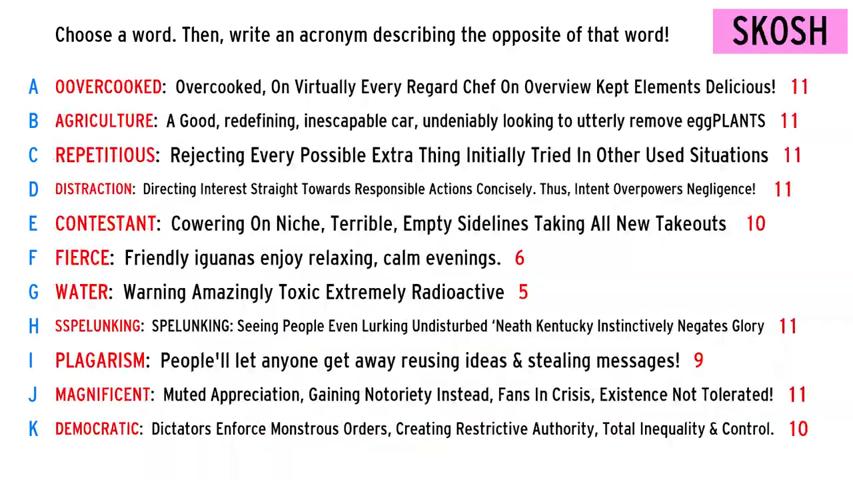 Choose a word. Then, write an acronym describing the opposite of that word!
SKOSH
A OOVERCOOKED: Overcooked, On Virtually Every Regard Chef On Overview Kept Elements Delicious! 11
B AGRICULTURE: A Good, redefining, inescapable car, undeniably looking to utterly remove eggPLANTS 11
C REPETITIOUS: Rejecting Every Possible Extra Thing Initially Tried In Other Used Situations 11
D DISTRACTION: Directing Interest Straight Towards Responsible Actions Concisely. Thus, Intent Overpowers Negligence! 11
E CONTESTANT: Cowering On Niche, Terrible, Empty Sidelines Taking All New Takeouts 10
F FIERCE: Friendly iguanas enjoy relaxing, calm evenings. 6
G WATER: Warning Amazingly Toxic Extremely Radioactive 5
H SSPELUNKING: SPELUNKING: Seeing People Even Lurking Undisturbed ‘Neath Kentucky Instinctively Negates Glory 11
I PLAGARISM: People'll let anyone get away reusing ideas & stealing messages! 9
J MAGNIFICENT: Muted Appreciation, Gaining Notoriety Instead, Fans In Crisis, Existence Not Tolerated! 11
K DEMOCRATIC: Dictators Enforce Monstrous Orders, Creating Restrictive Authority, Total Inequality & Control. 10